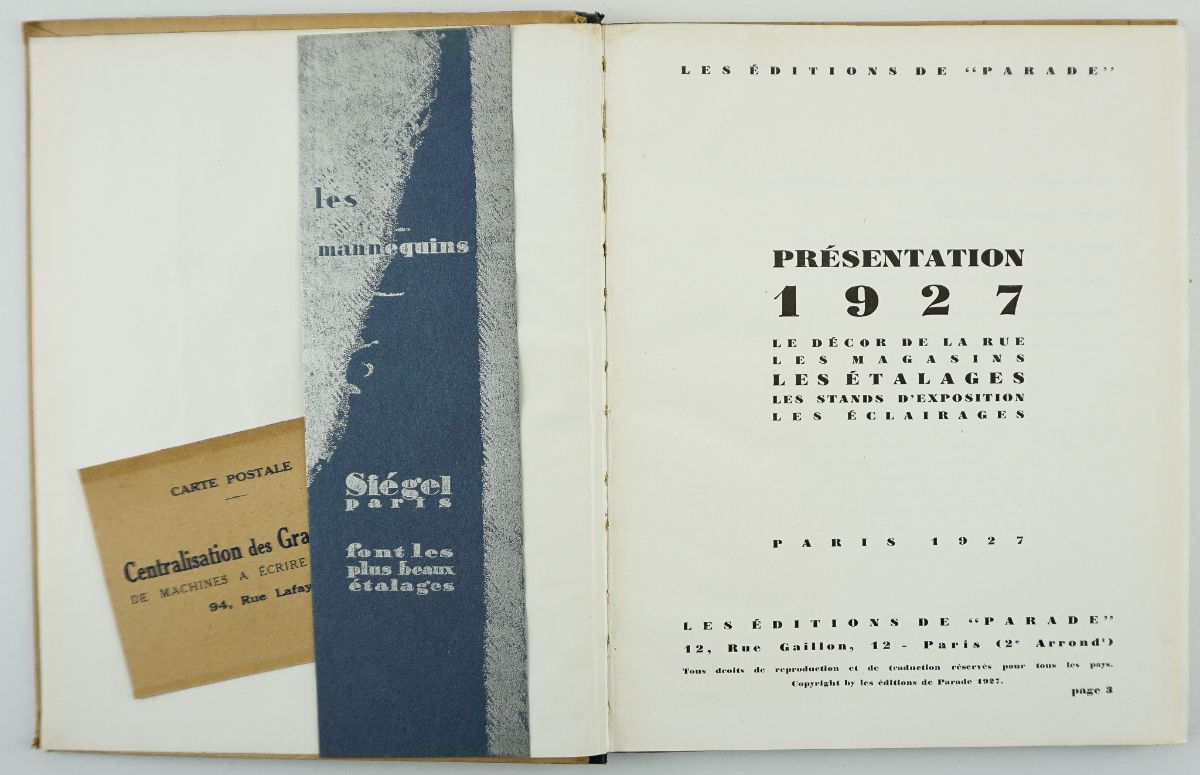 les
mannequins
Siégel
paris
font les
plus beaux
étalages
CARTE POSTALE
Centralisation des Gra
DE MACHINES A ÉCRIRE
94, Rue Lafay
LES ÉDITIONS DE “PARADE”
PRÉSENTATION
1927
LE DÉCOR DE LA RUE
LES MAGASINS
LES ÉTALAGES
LES STANDS D'EXPOSITION
LES ÉCLAIRAGES
PARIS 1927
LES ÉDITIONS DE “PARADE”
12, Rue Gaillon, 12 - Paris (2e Arrondt)
Tous droits de reproduction et de traduction réservés pour tous les pays.
Copyright by les éditions de Parade 1927.
page 3